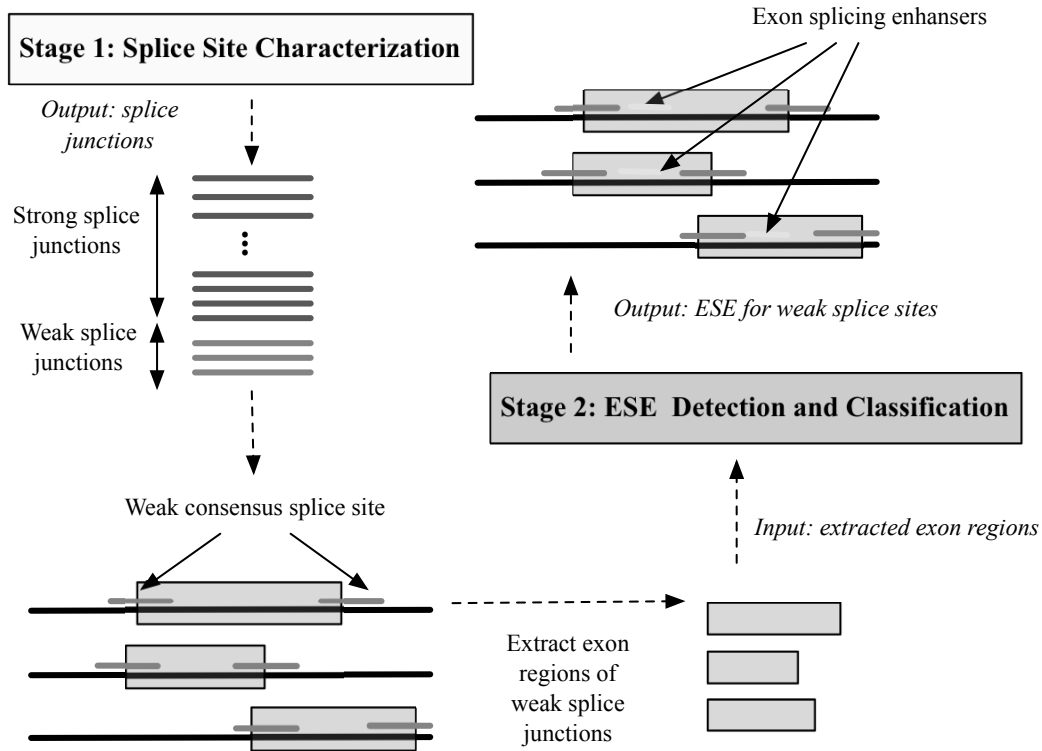 Stage 1: Splice Site Characterization
Output: splice
junctions
Strong splice
junctions
Weak splice
junctions
Weak consensus splice site
Extract exon
regions of
weak splice
junctions
Input: extracted exon regions
Stage 2: ESE Detection and Classification
Output: ESE for weak splice sites
Exon splicing enhansers